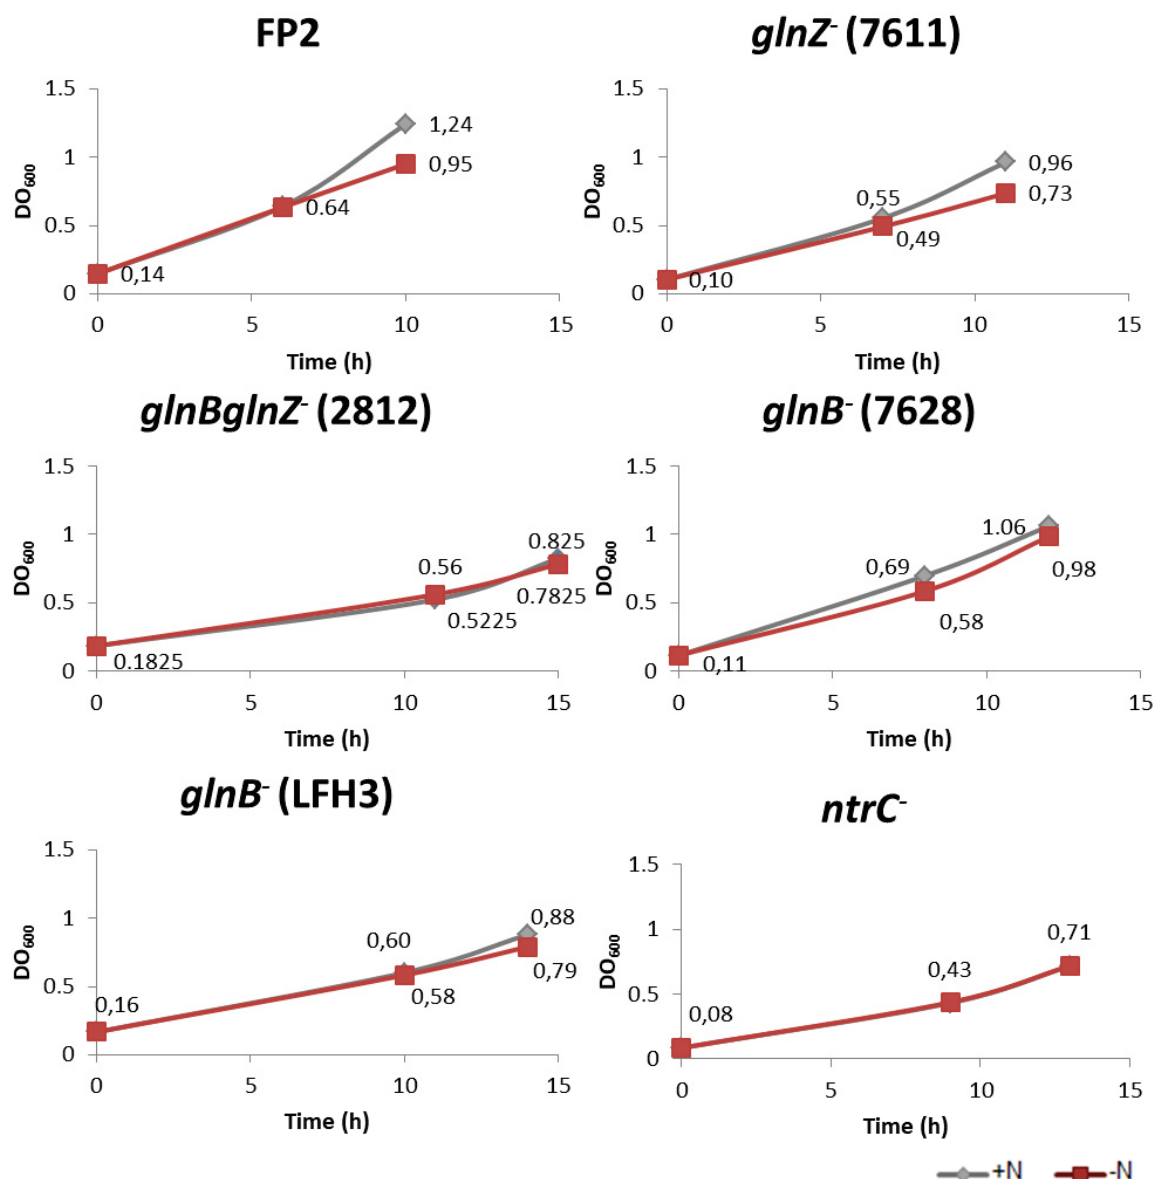 FP2
1.5
1
0.5
0
DO600
1,24
0,95
0.64
0,14
0 5 10 15
Time (h)
glnZ- (7611)
1.5
1
0.5
0
DO600
0,96
0,73
0,55
0,49
0,10
0 5 10 15
Time (h)
glnBglnZ- (2812)
1.5
1
0.5
0
DO600
0.825
0.56
0.7825
0.5225
0.1825
0 5 10 15
Time (h)
glnB- (7628)
1.5
1
0.5
0
DO600
1.06
0,69
0,98
0,58
0,11
0 5 10 15
Time (h)
glnB- (LFH3)
1.5
1
0.5
0
DO600
0,88
0,60
0,79
0,58
0,16
0 5 10 15
Time (h)
ntrC-
1.5
1
0.5
0
DO600
0,71
0,43
0,08
0 5 10 15
Time (h)
+N -N